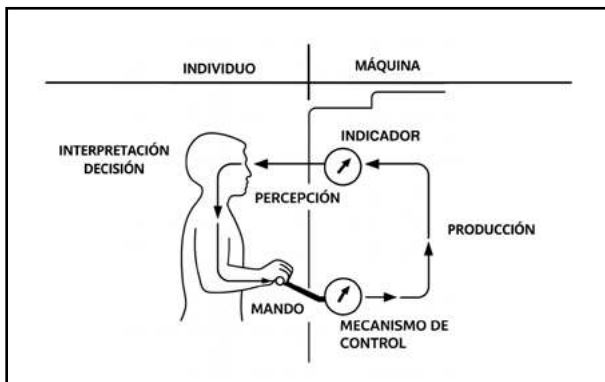 INDIVIDUO
MÁQUINA
INTERPRETACIÓN
DECISIÓN
INDICADOR
PERCEPCIÓN
PRODUCCIÓN
MANDO
MECANISMO DE
CONTROL